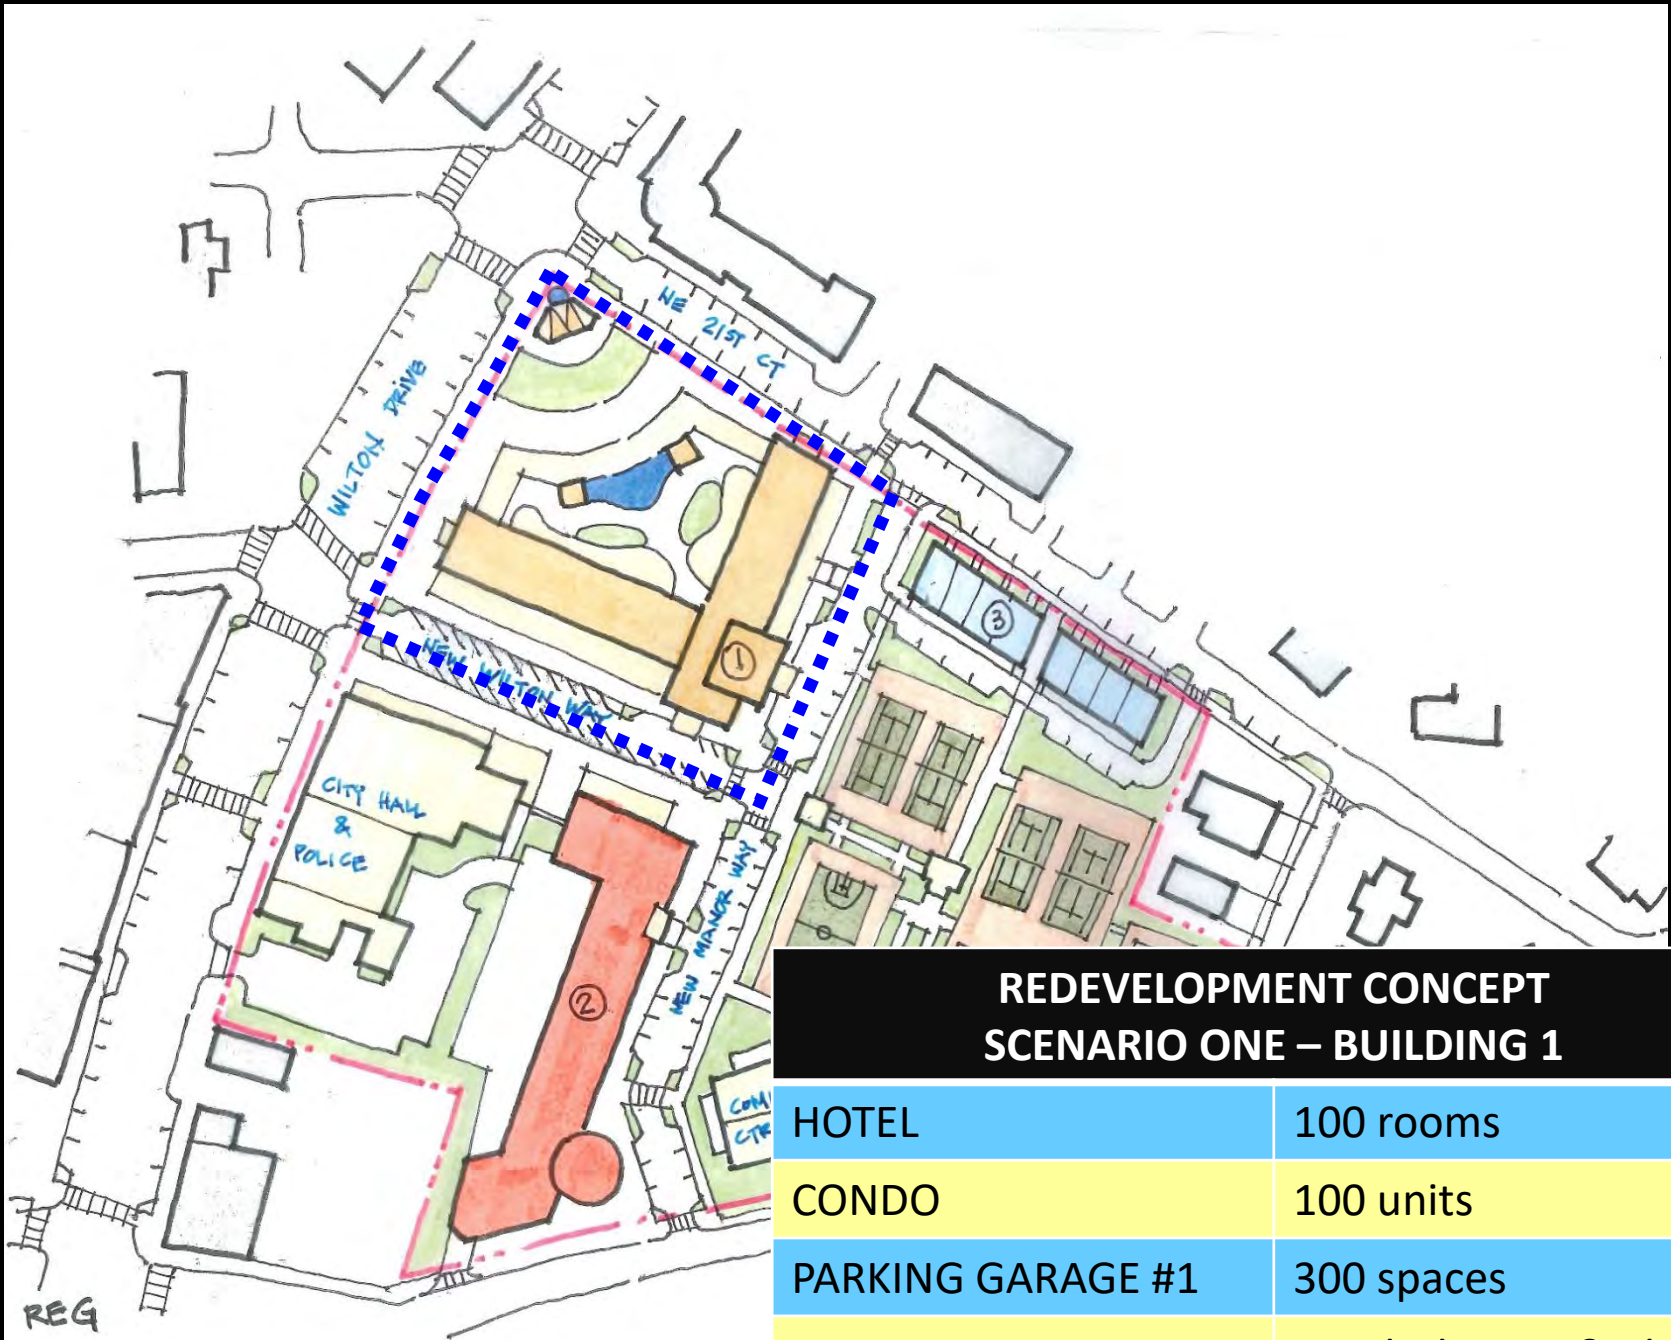 NE 21ST CT
WILTON DRIVE
1
3
NEW WILTON WAY
CITY HALL
&
POLICE
NEW MANOR WAY
2
CTR
REDEVELOPMENT CONCEPT
SCENARIO ONE – BUILDING 1
HOTEL 100 rooms
CONDO 100 units
PARKING GARAGE #1 300 spaces
REG